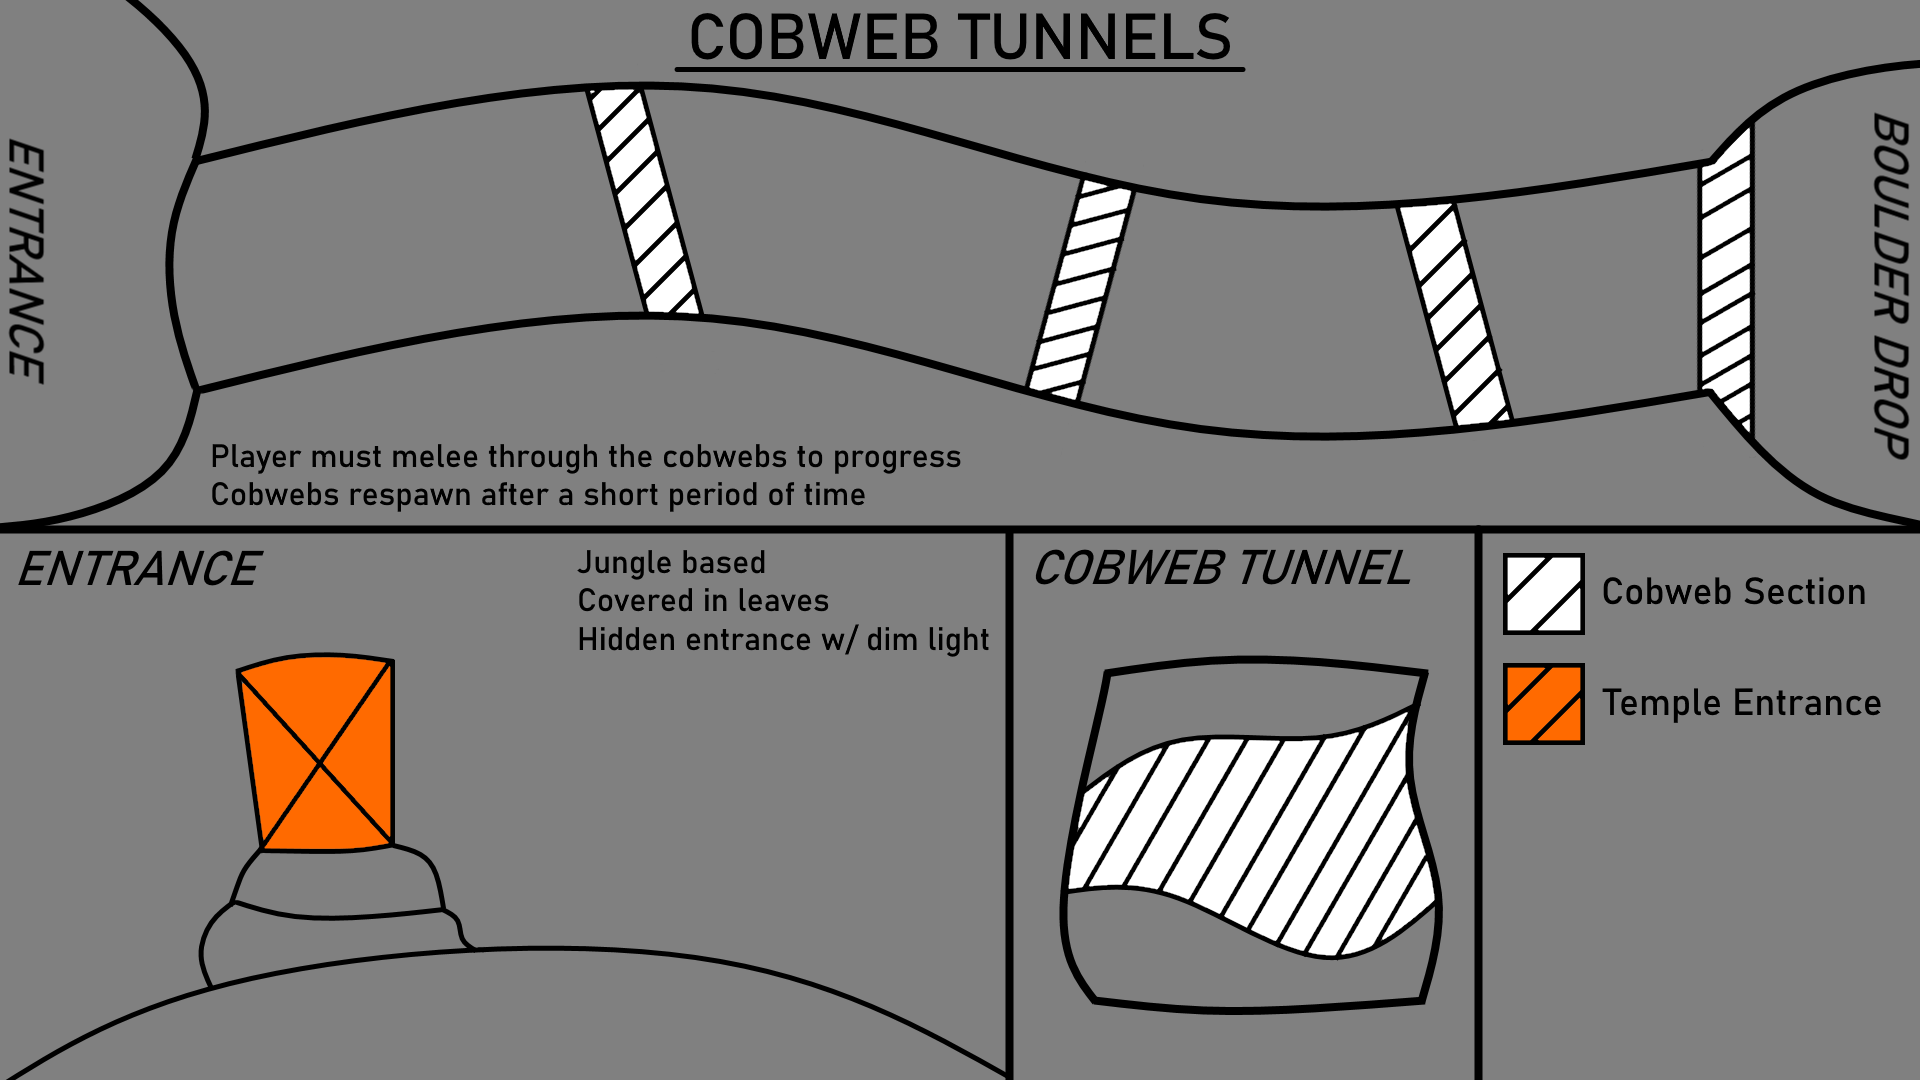 COBWEB TUNNELS
ENTRANCE
BOULDER DROP
Player must melee through the cobwebs to progress
Cobwebs respawn after a short period of time
ENTRANCE
Jungle based
Covered in leaves
Hidden entrance w/ dim light
COBWEB TUNNEL
Cobweb Section
Temple Entrance